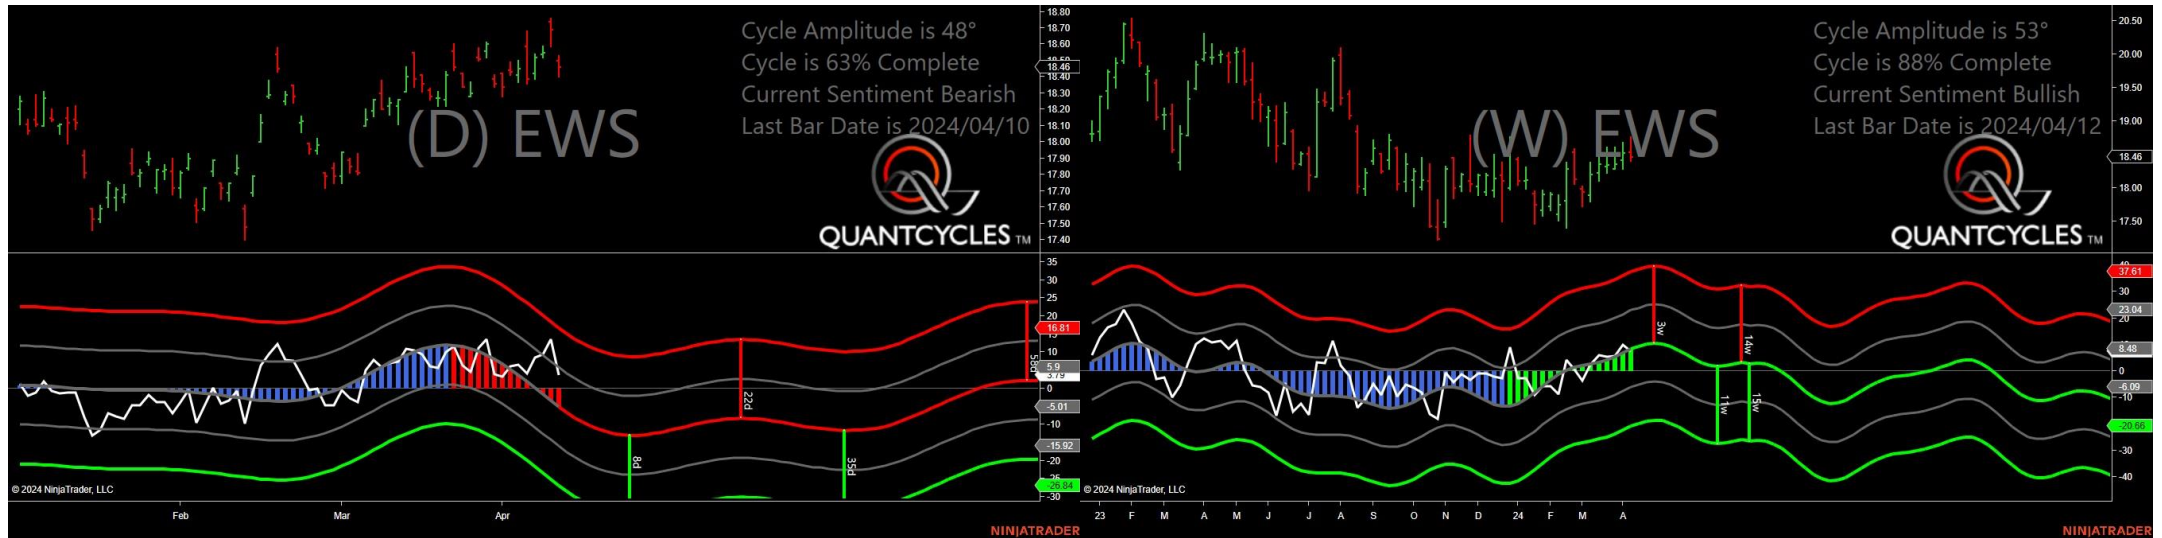 Cycle Amplitude is 48°
Cycle is 63% Complete
Current Sentiment Bearish
Last Bar Date is 2024/04/10
(D) EWS
QUANTCYCLES TM
18.80
18.70
18.60
18.46
18.40
18.30
18.20
18.10
18.00
17.90
17.80
17.70
17.60
17.50
17.40
35
30
25
20
16.81
15
10
5.9
3.79
0
-5.01
-10
-15.92
-20
-26.84
-30
8d
22d
35d
58d
© 2024 NinjaTrader, LLC
Feb
Mar
Apr
NINJATRADER
Cycle Amplitude is 53°
Cycle is 88% Complete
Current Sentiment Bullish
Last Bar Date is 2024/04/12
(W) EWS
QUANTCYCLES TM
20.50
20.00
19.50
19.00
18.46
18.00
17.50
37.61
30
23.04
8.48
0
-6.09
-10
-20.66
-30
-40
3w
14w
11w
15w
© 2024 NinjaTrader, LLC
23 F M A M J J A S O N D 24 F M A
NINJATRADER